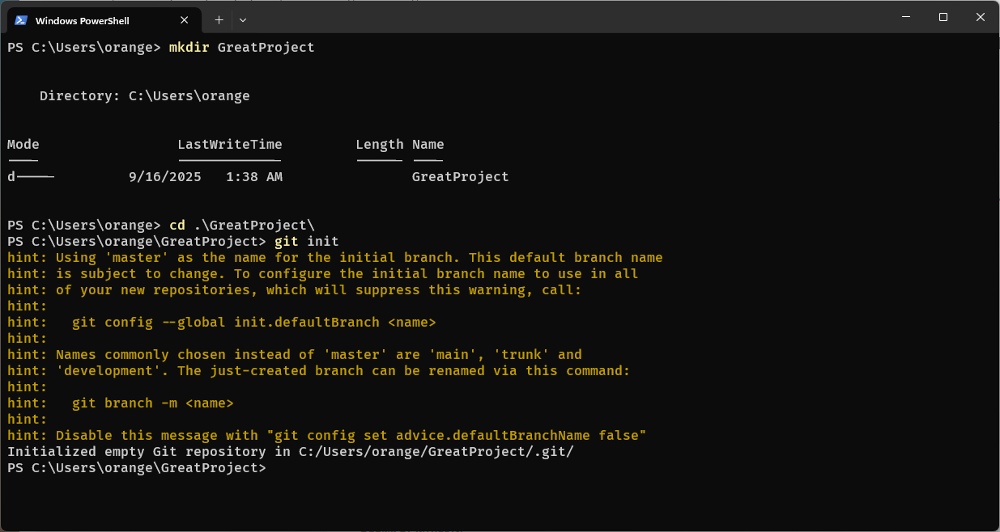 Windows PowerShell
PS C:\Users\orange> mkdir GreatProject
Directory: C:\Users\orange
Mode LastWriteTime Length Name
---- ------------- ------ ----
d----- 9/16/2025 1:38 AM GreatProject
PS C:\Users\orange> cd .\GreatProject\
PS C:\Users\orange\GreatProject> git init
hint: Using 'master' as the name for the initial branch. This default branch name
hint: is subject to change. To configure the initial branch name to use in all
hint: of your new repositories, which will suppress this warning, call:
hint:
hint: git config --global init.defaultBranch <name>
hint:
hint: Names commonly chosen instead of 'master' are 'main', 'trunk' and
hint: 'development'. The just-created branch can be renamed via this command:
hint:
hint: git branch -m <name>
hint:
hint: Disable this message with "git config set advice.defaultBranchName false"
Initialized empty Git repository in C:/Users/orange/GreatProject/.git/
PS C:\Users\orange\GreatProject>